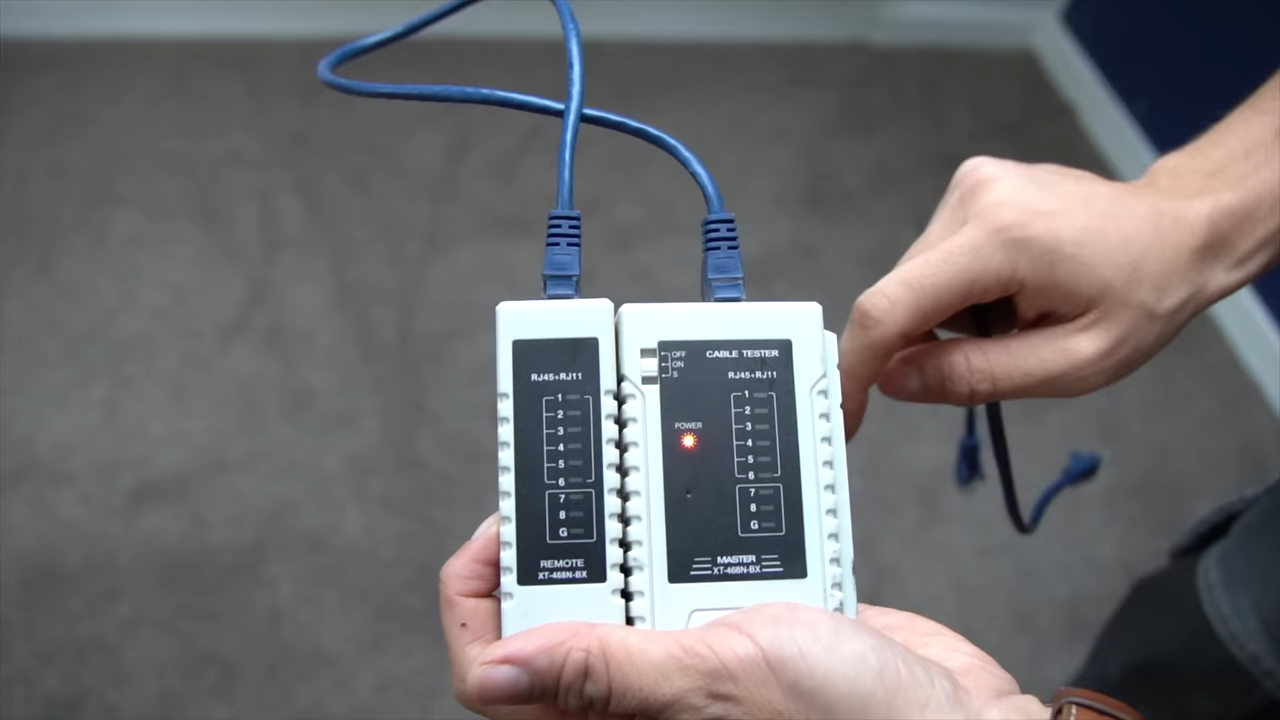 RJ45+RJ11
1
2
3
4
5
6
7
8
G
REMOTE
XT-468N-BX
OFF
ON
S
CABLE TESTER
RJ45+RJ11
POWER
1
2
3
4
5
6
7
8
G
MASTER
XT-468N-BX